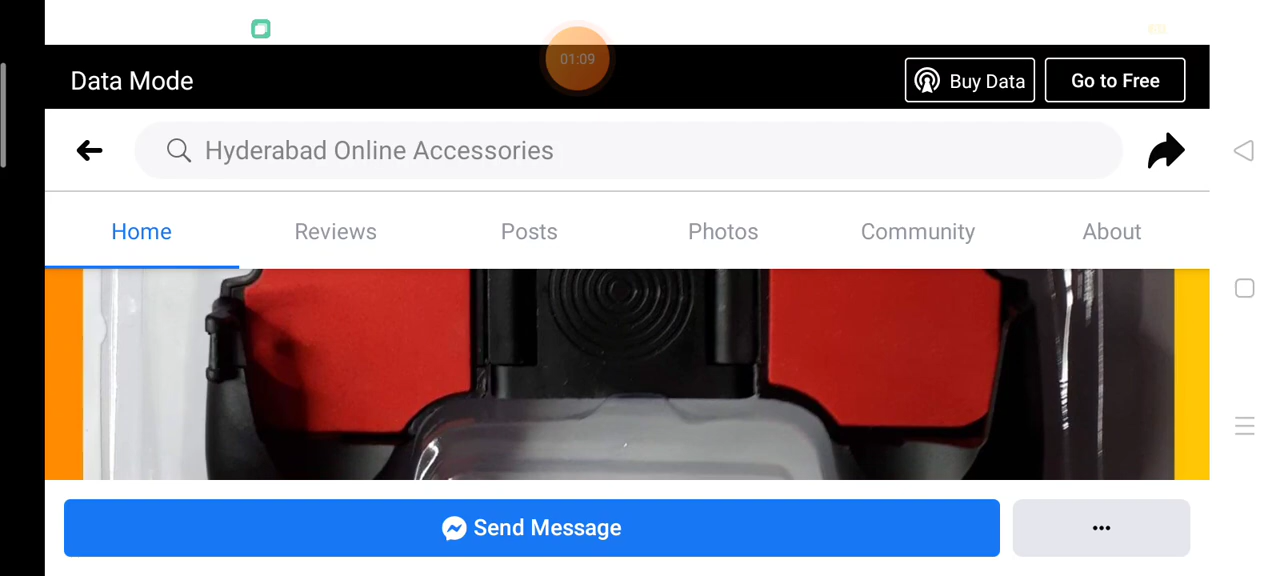 01:09
Data Mode
Buy Data
Go to Free
Hyderabad Online Accessories
Home Reviews Posts Photos Community About
Send Message